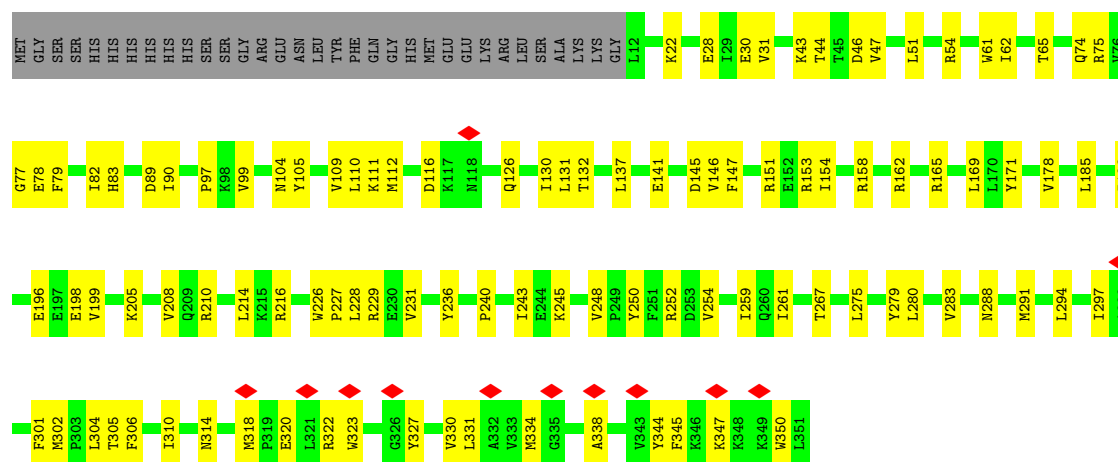 MET GLY SER SER HIS HIS HIS HIS HIS HIS SER SER GLY ARG GLU ASN LEU TYR PHE GLN GLY HIS MET GLU GLU LYS ARG LEU SER ALA LYS LYS GLY L12 K22 E28 I29 E30 V31 K43 T44 T45 D46 V47 L51 R54 W61 I62 T65 Q74 R75 V76
G77 E78 F79 I82 H83 D89 I90 P97 K98 V99 N104 Y105 V109 L110 K111 M112 D116 K117 N118 Q126 I130 L131 T132 L137 E141 D145 V146 F147 R151 E152 R153 I154 R158 R162 R165 L169 L170 Y171 V178 L185
E196 E197 E198 V199 K205 V208 Q209 R210 L214 K215 R216 W226 P227 L228 R229 E230 V231 Y236 P240 I243 E244 K245 V248 P249 Y250 F251 R252 D253 V254 I259 Q260 I261 T267 L275 Y279 L280 V283 N288 M291 L294 I297
F301 M302 P303 L304 T305 F306 I310 N314 M318 P319 E320 L321 R322 W323 G326 Y327 V330 L331 A332 V333 M334 G335 A338 V343 Y344 F345 K346 K347 K348 K349 W350 L351